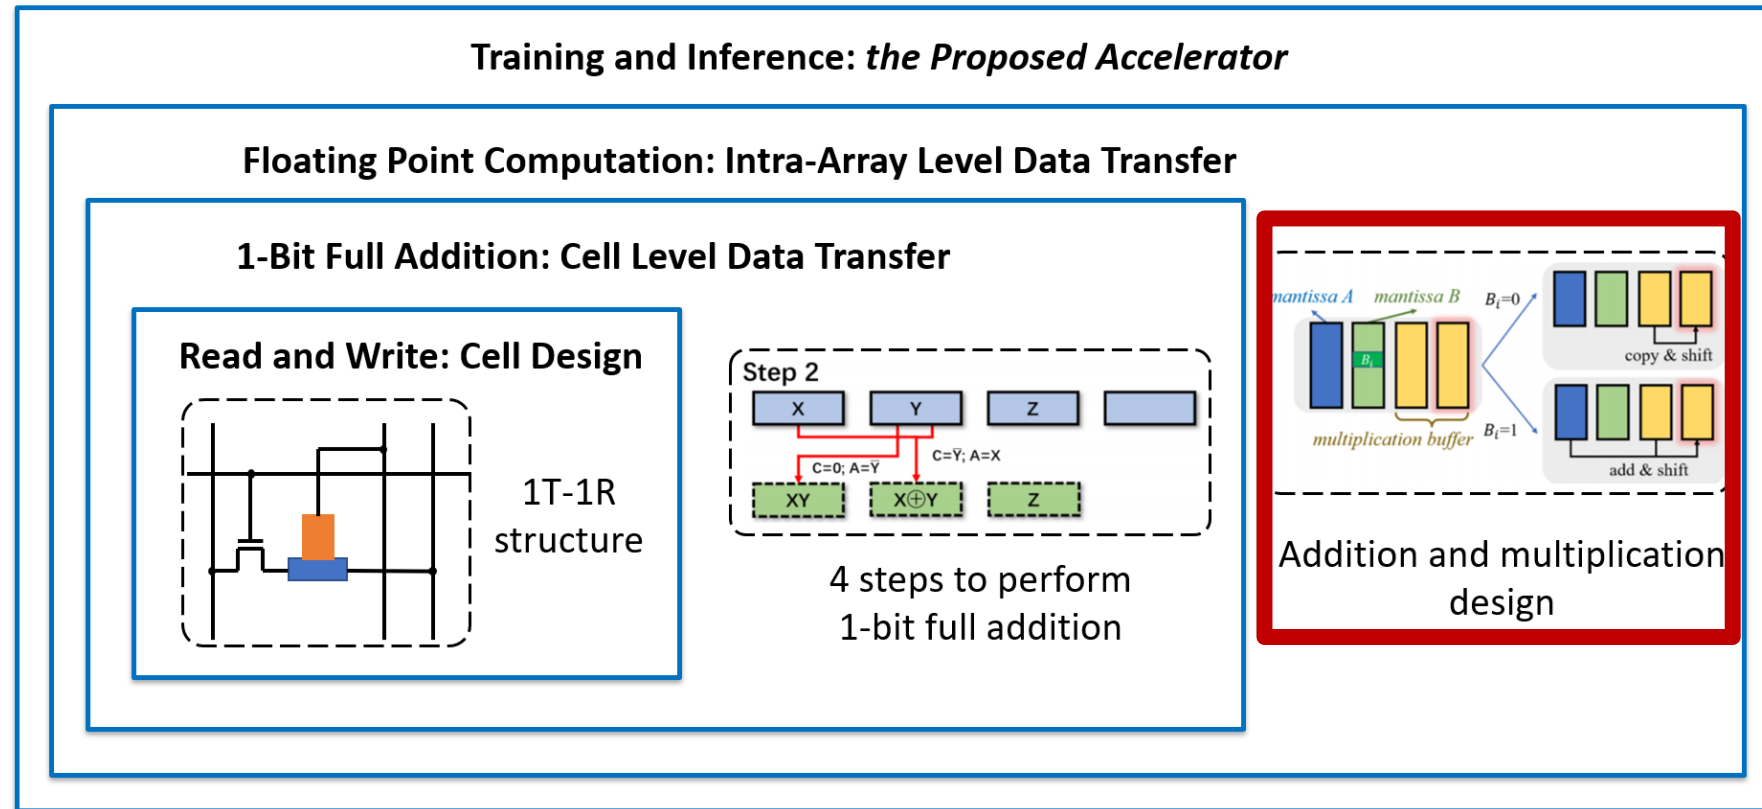 Training and Inference: the Proposed Accelerator
Floating Point Computation: Intra-Array Level Data Transfer
1-Bit Full Addition: Cell Level Data Transfer
Read and Write: Cell Design
1T-1R
structure
Step 2
X Y Z
C=0; A=Y̅
C=Y̅; A=X
XY X⊕Y Z
4 steps to perform
1-bit full addition
mantissa A mantissa B
Bᵢ
multiplication buffer
Bᵢ=0
copy & shift
Bᵢ=1
add & shift
Addition and multiplication
design